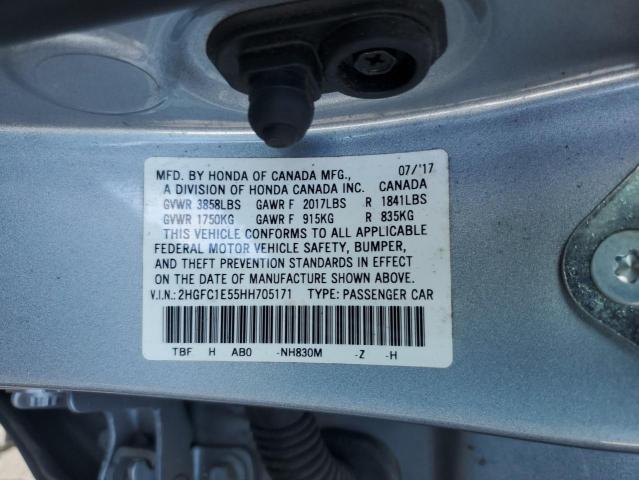 MFD. BY HONDA OF CANADA MFG., 07/'17
A DIVISION OF HONDA CANADA INC. CANADA
GVWR 3858LBS GAWR F 2017LBS R 1841LBS
GVWR 1750KG GAWR F 915KG R 835KG
THIS VEHICLE CONFORMS TO ALL APPLICABLE
FEDERAL MOTOR VEHICLE SAFETY, BUMPER,
AND THEFT PREVENTION STANDARDS IN EFFECT
ON THE DATE OF MANUFACTURE SHOWN ABOVE.
V.I.N.: 2HGFC1E55HH705171 TYPE: PASSENGER CAR
TBF H AB0 -NH830M -Z -H